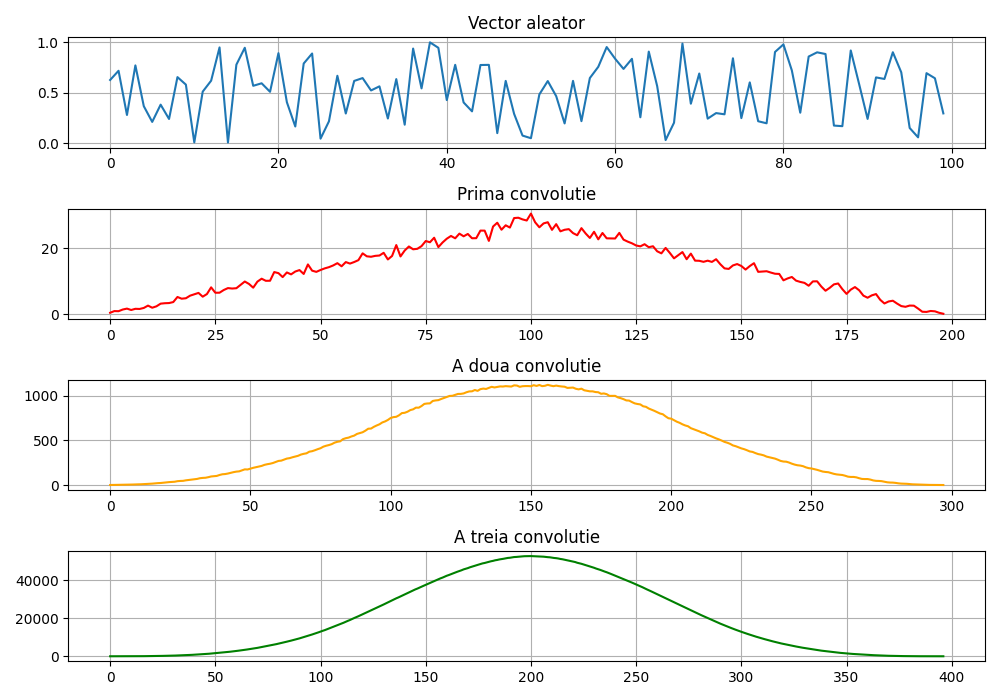 Vector aleator
1.0
0.5
0.0
0 20 40 60 80 100
Prima convolutie
20
0
0 25 50 75 100 125 150 175 200
A doua convolutie
1000
500
0
0 50 100 150 200 250 300
A treia convolutie
40000
20000
0
0 50 100 150 200 250 300 350 400